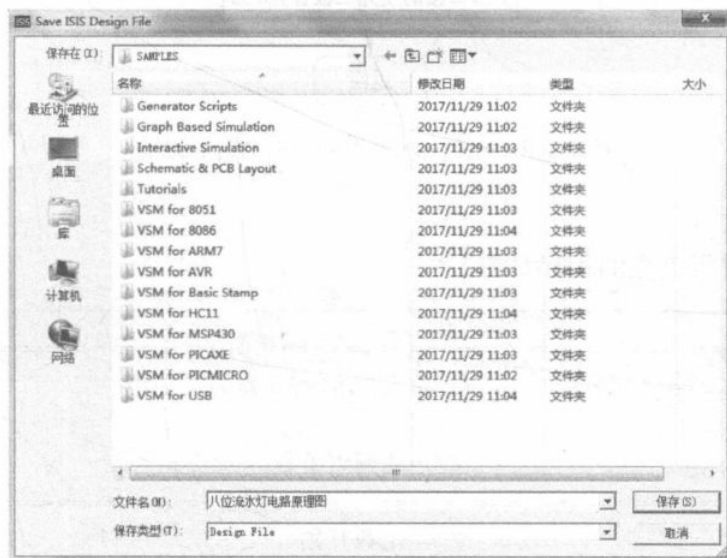 ISIS Save ISIS Design File
保存在(I): SAMPLES
名称 修改日期 类型 大小
最近访问的位置
桌面
库
计算机
网络
Generator Scripts 2017/11/29 11:02 文件夹
Graph Based Simulation 2017/11/29 11:02 文件夹
Interactive Simulation 2017/11/29 11:03 文件夹
Schematic & PCB Layout 2017/11/29 11:03 文件夹
Tutorials 2017/11/29 11:03 文件夹
VSM for 8051 2017/11/29 11:03 文件夹
VSM for 8086 2017/11/29 11:04 文件夹
VSM for ARM7 2017/11/29 11:03 文件夹
VSM for AVR 2017/11/29 11:03 文件夹
VSM for Basic Stamp 2017/11/29 11:03 文件夹
VSM for HC11 2017/11/29 11:04 文件夹
VSM for MSP430 2017/11/29 11:03 文件夹
VSM for PICAXE 2017/11/29 11:03 文件夹
VSM for PICMICRO 2017/11/29 11:02 文件夹
VSM for USB 2017/11/29 11:04 文件夹
文件名(N): 八位流水灯电路原理图 保存(S)
保存类型(T): Design File 取消